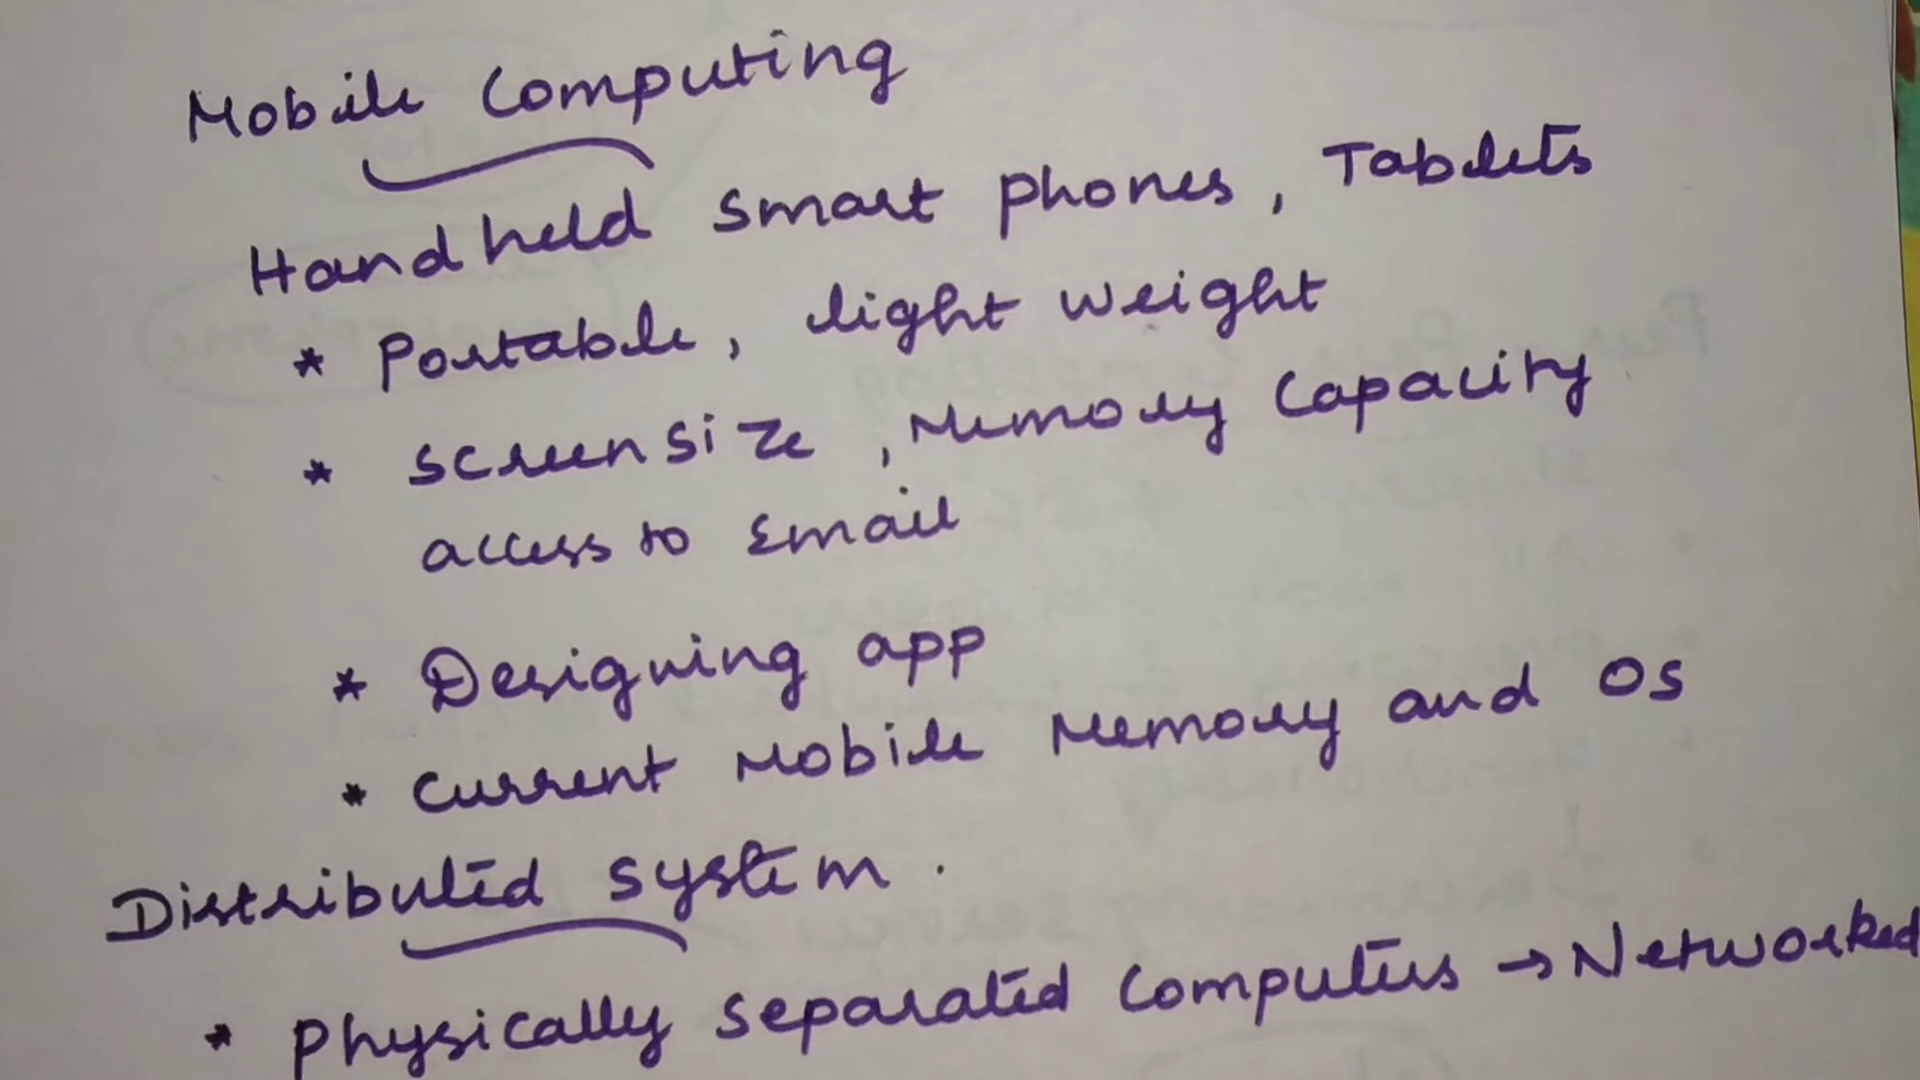 Mobile Computing
Handheld smart phones, Tablets
* Portable, light weight
* screen size, Memory Capacity
access to Email
* Designing app
* Current Mobile Memory and OS
Distributed system.
* physically separated Computers → Networked